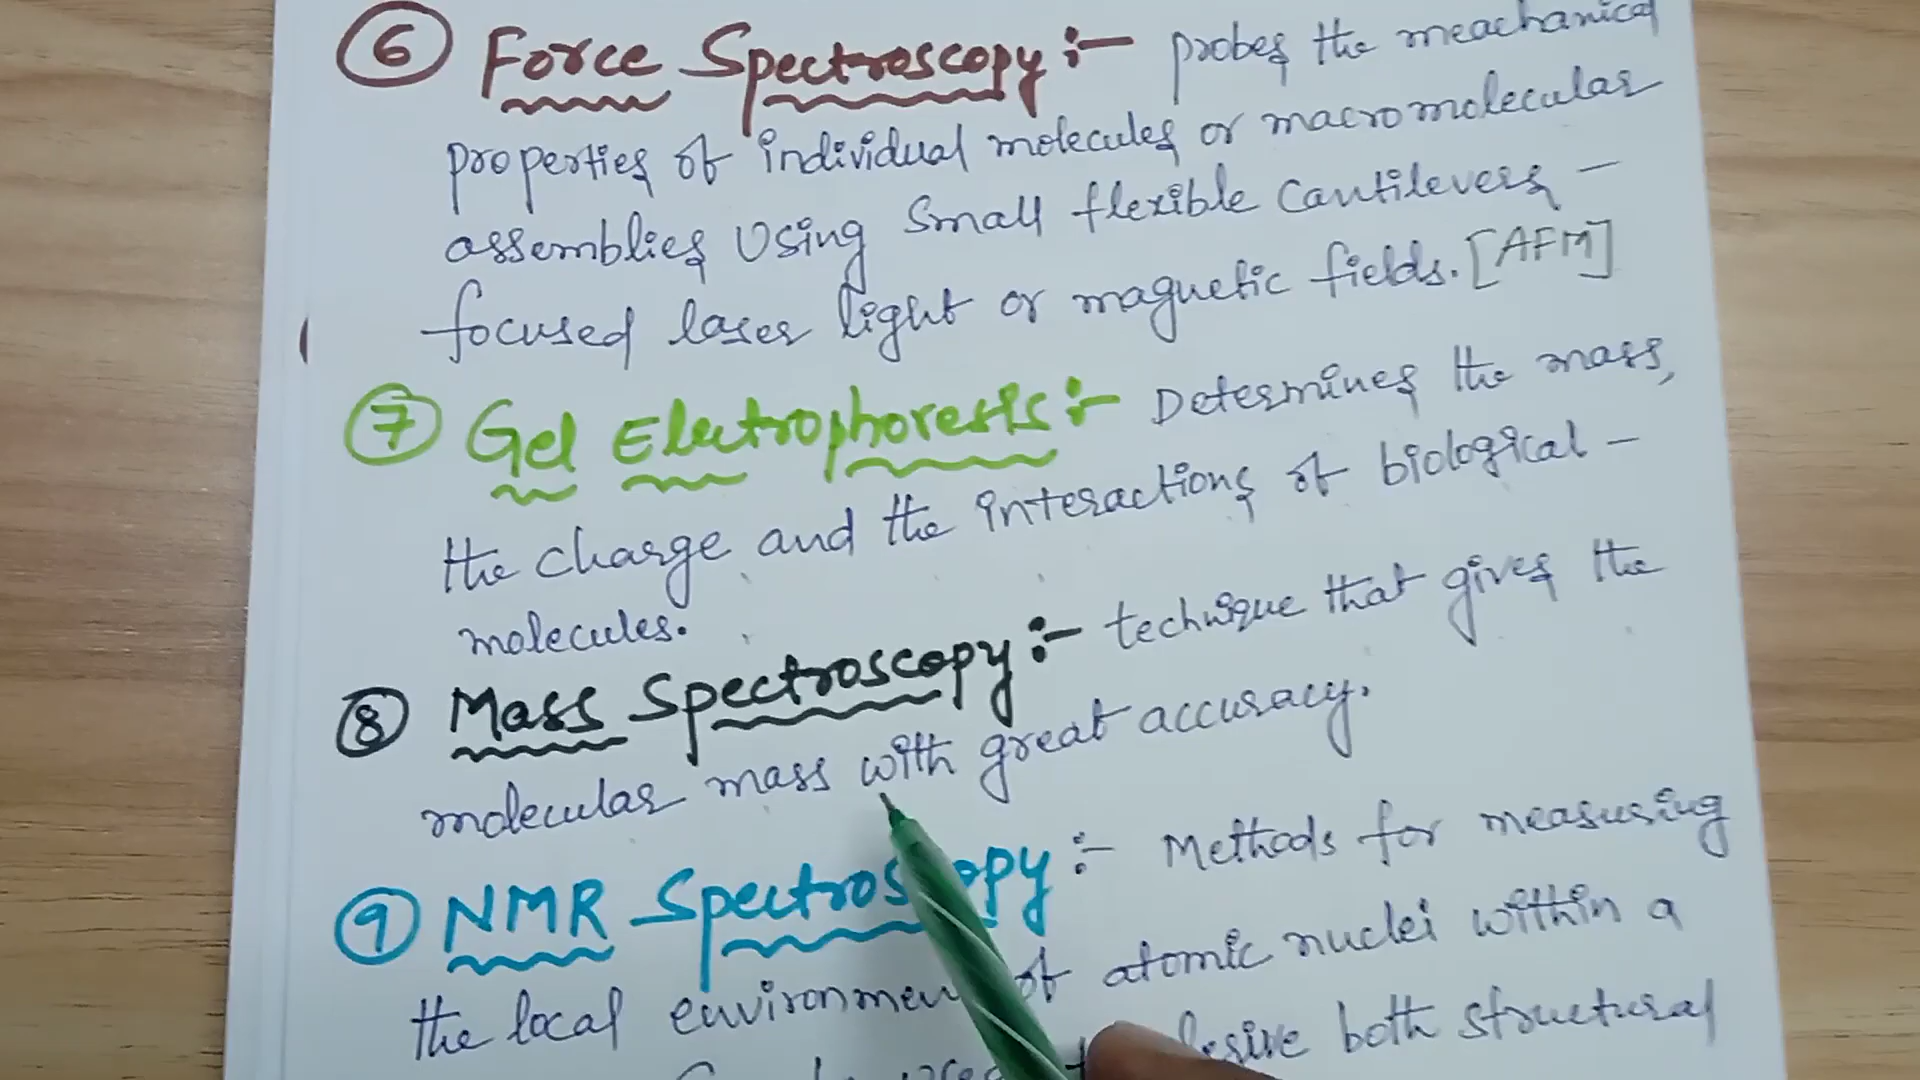 6 Force Spectroscopy :- probes the meachanical
properties of individual molecules or macromolecular
assemblies Using Small flexible Cantilevers -
focused laser light or magnetic fields. [AFM]
7 Gel Electrophoresis :- Determines the mass,
the charge and the interactions of biological -
molecules.
8 Mass Spectroscopy :- technique that gives the
molecular mass with great accuracy.
9 NMR Spectroscopy :- Methods for measuring
the local environment of atomic nuclei within a
both structural